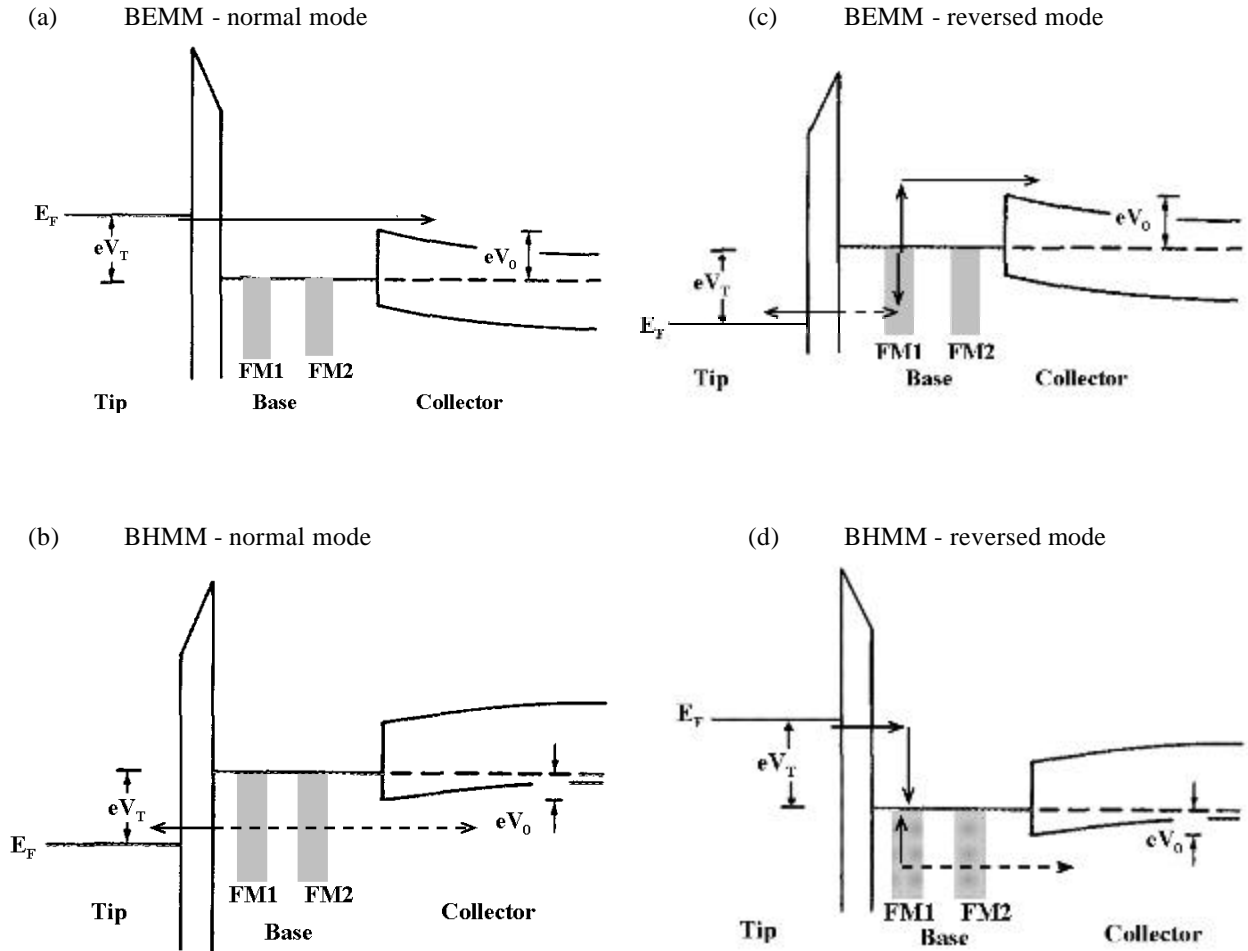 (a) BEMM - normal mode
E_F
eV_T
eV_0
FM1 FM2
Tip Base Collector
(c) BEMM - reversed mode
eV_0
eV_T
E_F
FM1 FM2
Tip Base Collector
(b) BHMM - normal mode
eV_T
eV_0
E_F
FM1 FM2
Tip Base Collector
(d) BHMM - reversed mode
E_F
eV_T
eV_0
FM1 FM2
Tip Base Collector